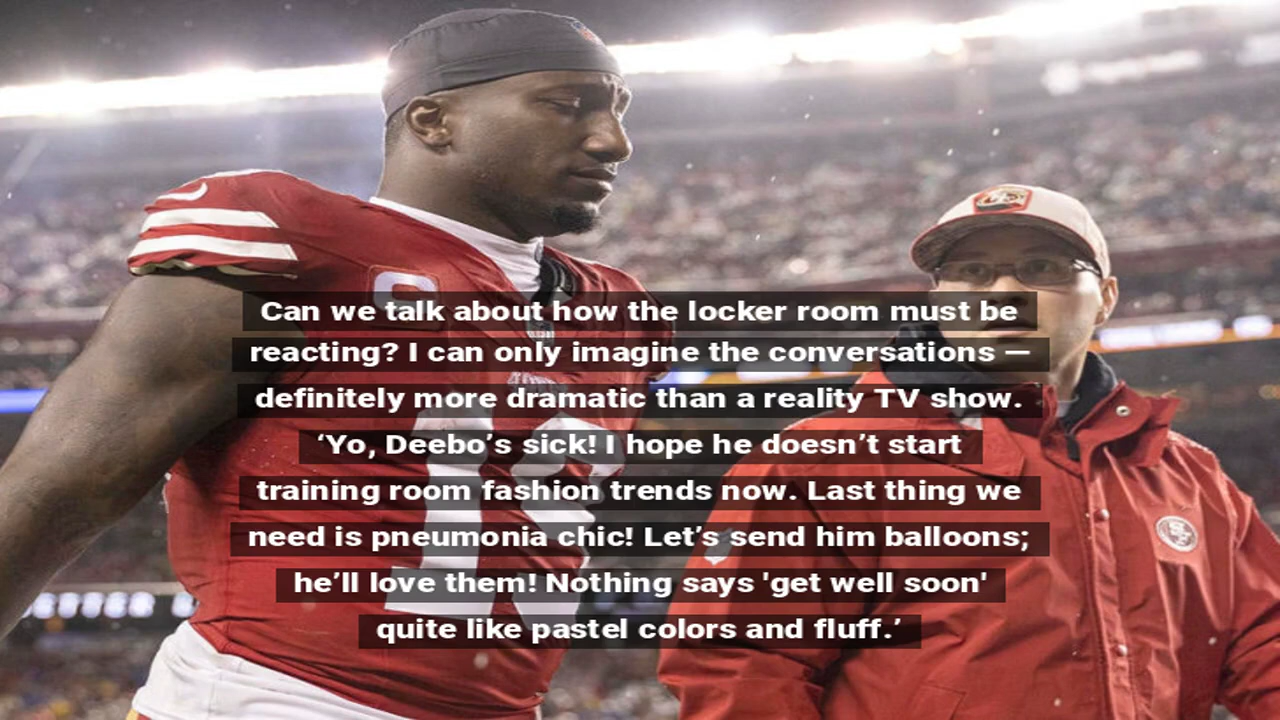 Can we talk about how the locker room must be
reacting? I can only imagine the conversations —
definitely more dramatic than a reality TV show.
‘Yo, Deebo’s sick! I hope he doesn’t start
training room fashion trends now. Last thing we
need is pneumonia chic! Let’s send him balloons;
he’ll love them! Nothing says 'get well soon'
quite like pastel colors and fluff.’